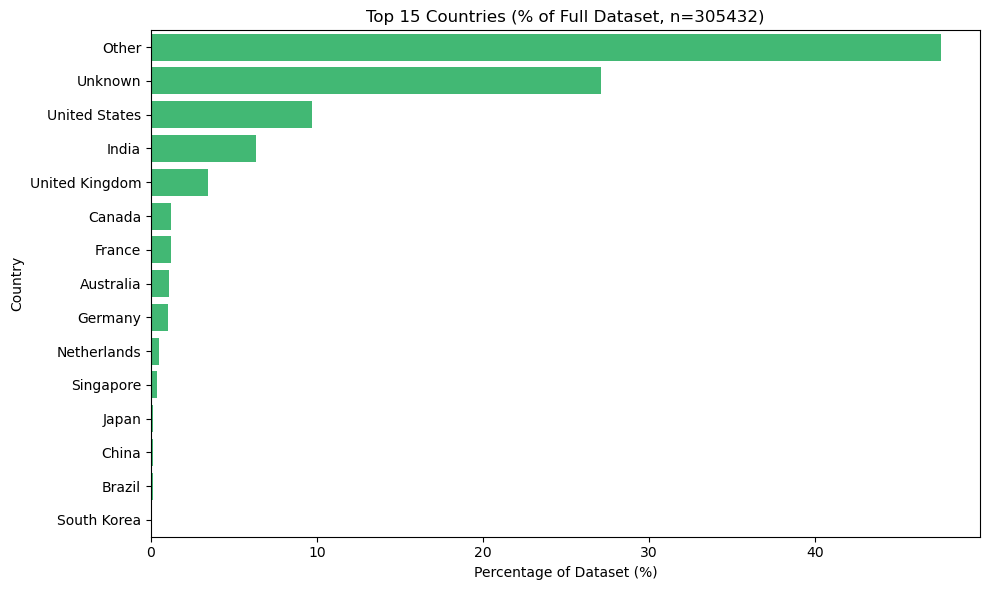 Top 15 Countries (% of Full Dataset, n=305432)
Country
Other
Unknown
United States
India
United Kingdom
Canada
France
Australia
Germany
Netherlands
Singapore
Japan
China
Brazil
South Korea
0 10 20 30 40
Percentage of Dataset (%)